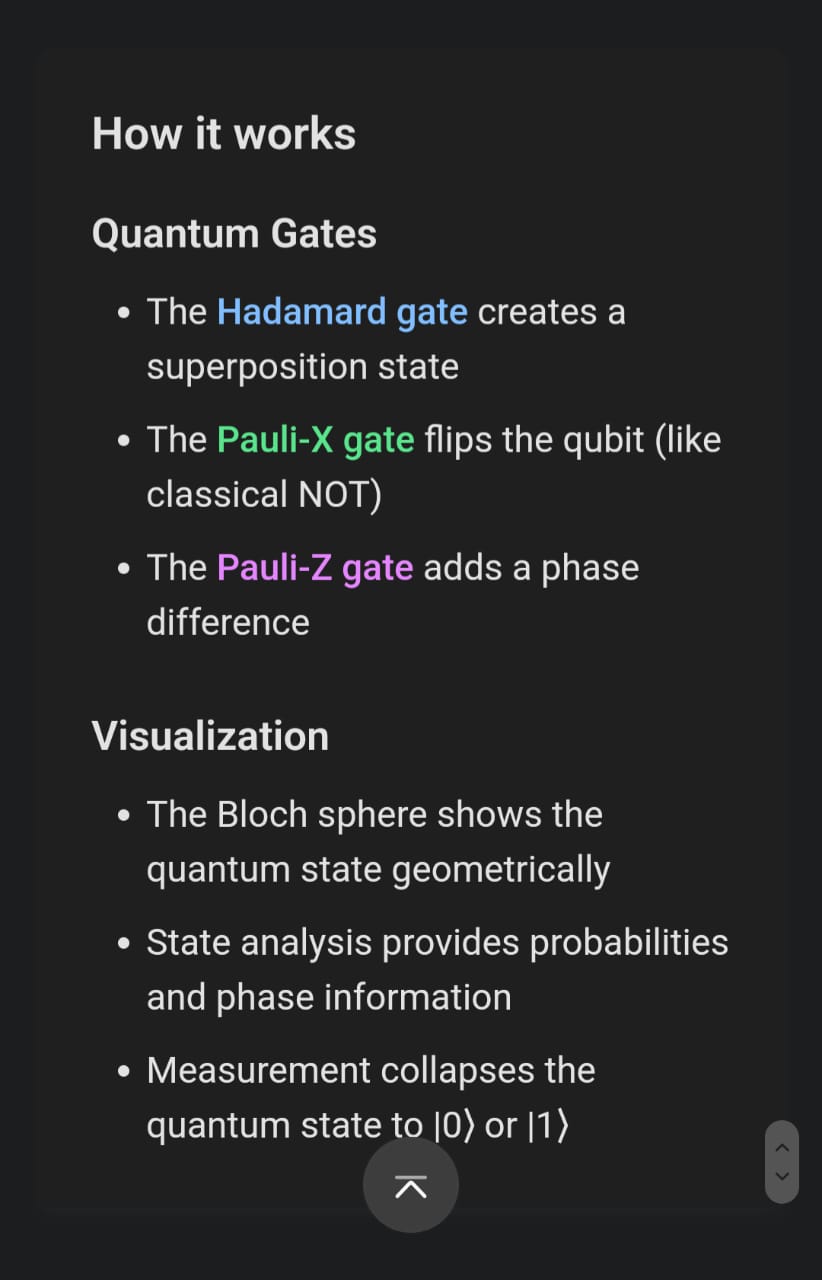 How it works
Quantum Gates
• The Hadamard gate creates a
superposition state
• The Pauli-X gate flips the qubit (like
classical NOT)
• The Pauli-Z gate adds a phase
difference
Visualization
• The Bloch sphere shows the
quantum state geometrically
• State analysis provides probabilities
and phase information
• Measurement collapses the
quantum state to |0⟩ or |1⟩